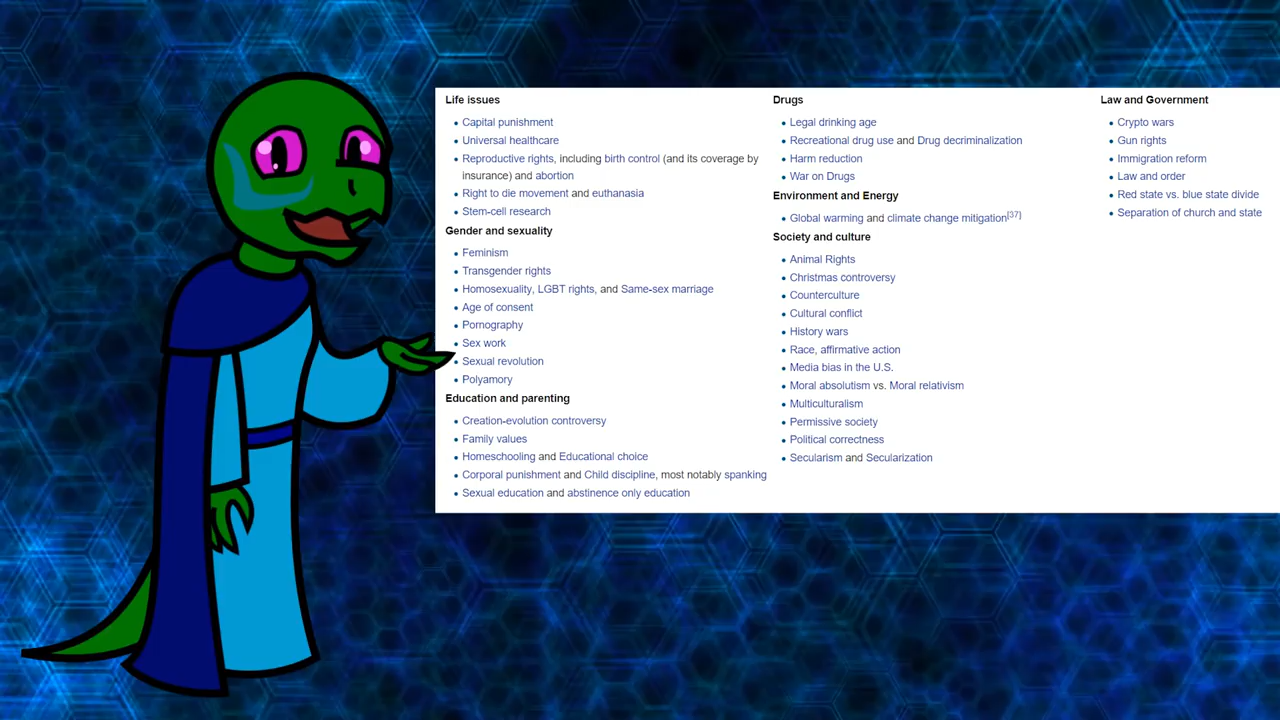 Life issues
Capital punishment
Universal healthcare
Reproductive rights, including birth control (and its coverage by
insurance) and abortion
Right to die movement and euthanasia
Stem-cell research
Gender and sexuality
Feminism
Transgender rights
Homosexuality, LGBT rights, and Same-sex marriage
Age of consent
Pornography
Sex work
Sexual revolution
Polyamory
Education and parenting
Creation-evolution controversy
Family values
Homeschooling and Educational choice
Corporal punishment and Child discipline, most notably spanking
Sexual education and abstinence only education
Drugs
Legal drinking age
Recreational drug use and Drug decriminalization
Harm reduction
War on Drugs
Environment and Energy
Global warming and climate change mitigation[37]
Society and culture
Animal Rights
Christmas controversy
Counterculture
Cultural conflict
History wars
Race, affirmative action
Media bias in the U.S.
Moral absolutism vs. Moral relativism
Multiculturalism
Permissive society
Political correctness
Secularism and Secularization
Law and Government
Crypto wars
Gun rights
Immigration reform
Law and order
Red state vs. blue state divide
Separation of church and state